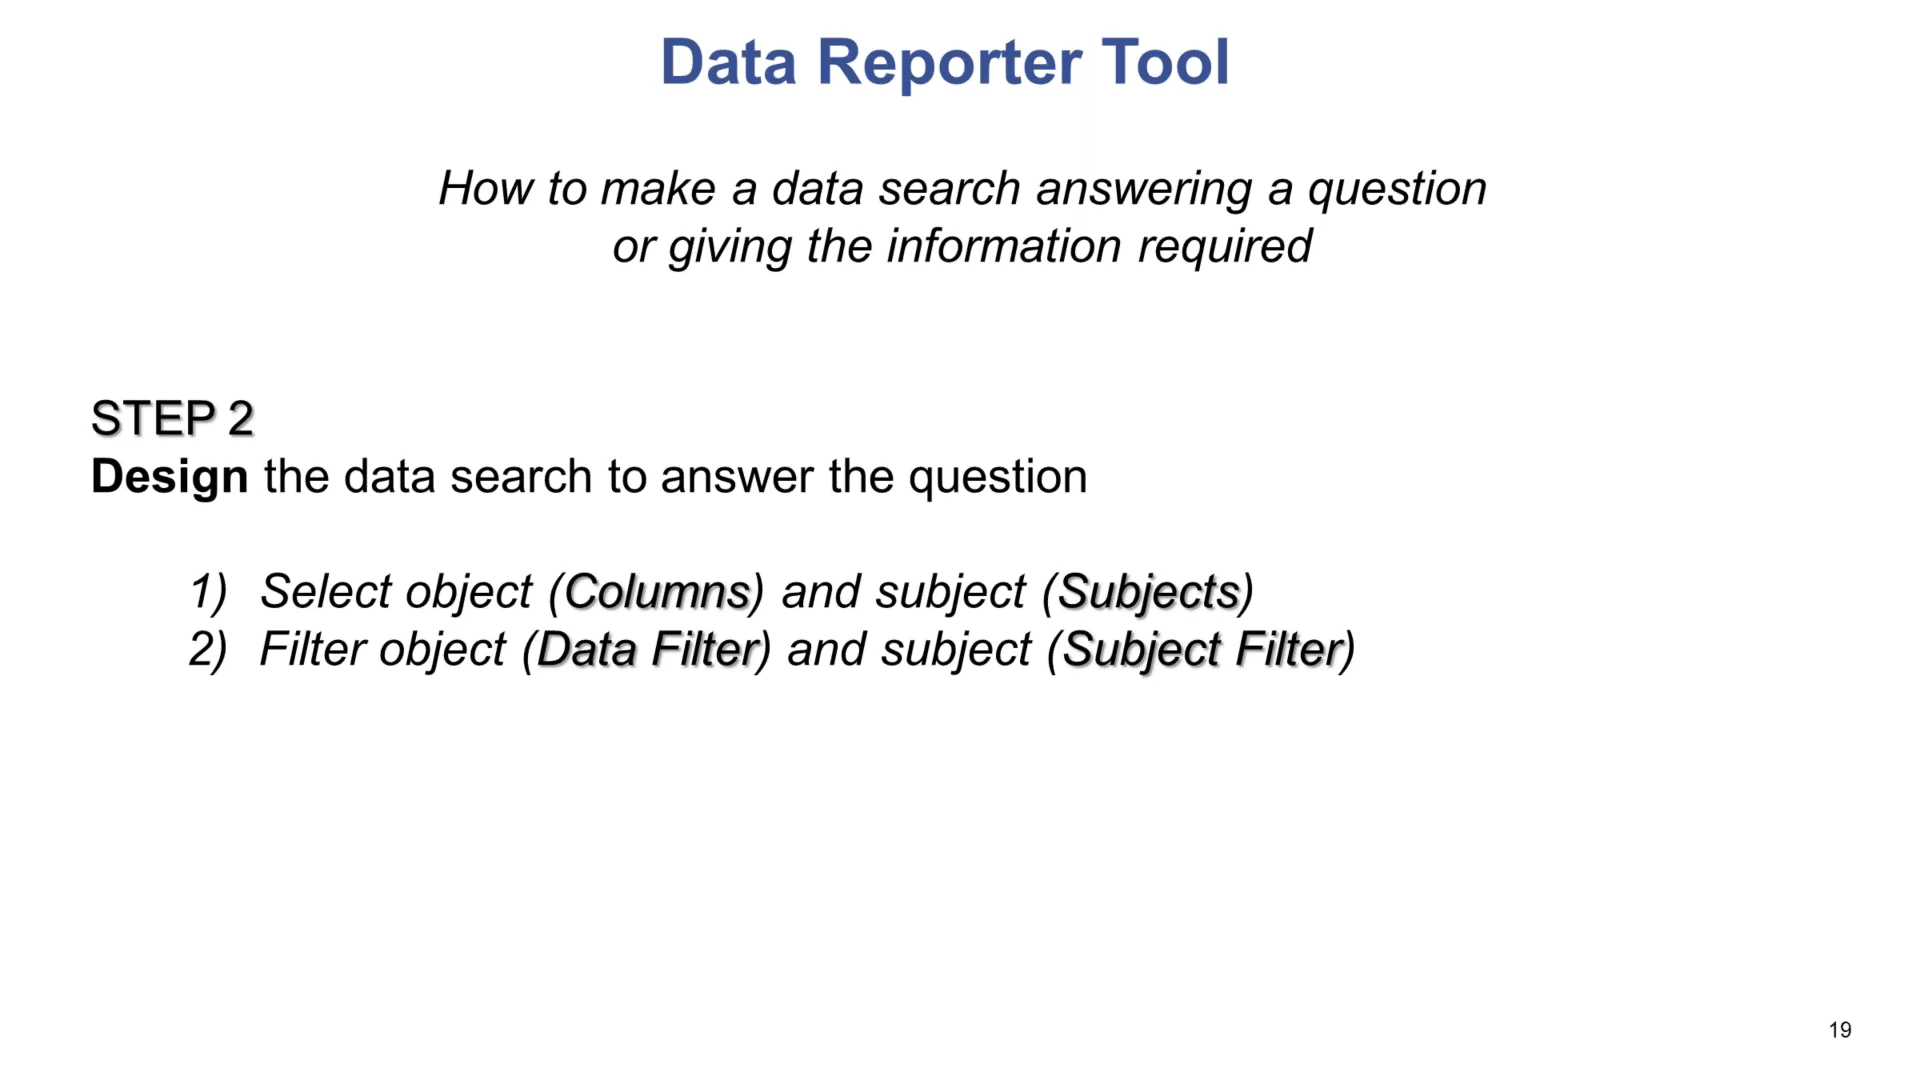 Data Reporter Tool
How to make a data search answering a question
or giving the information required
STEP 2
Design the data search to answer the question
1) Select object (Columns) and subject (Subjects)
2) Filter object (Data Filter) and subject (Subject Filter)
19